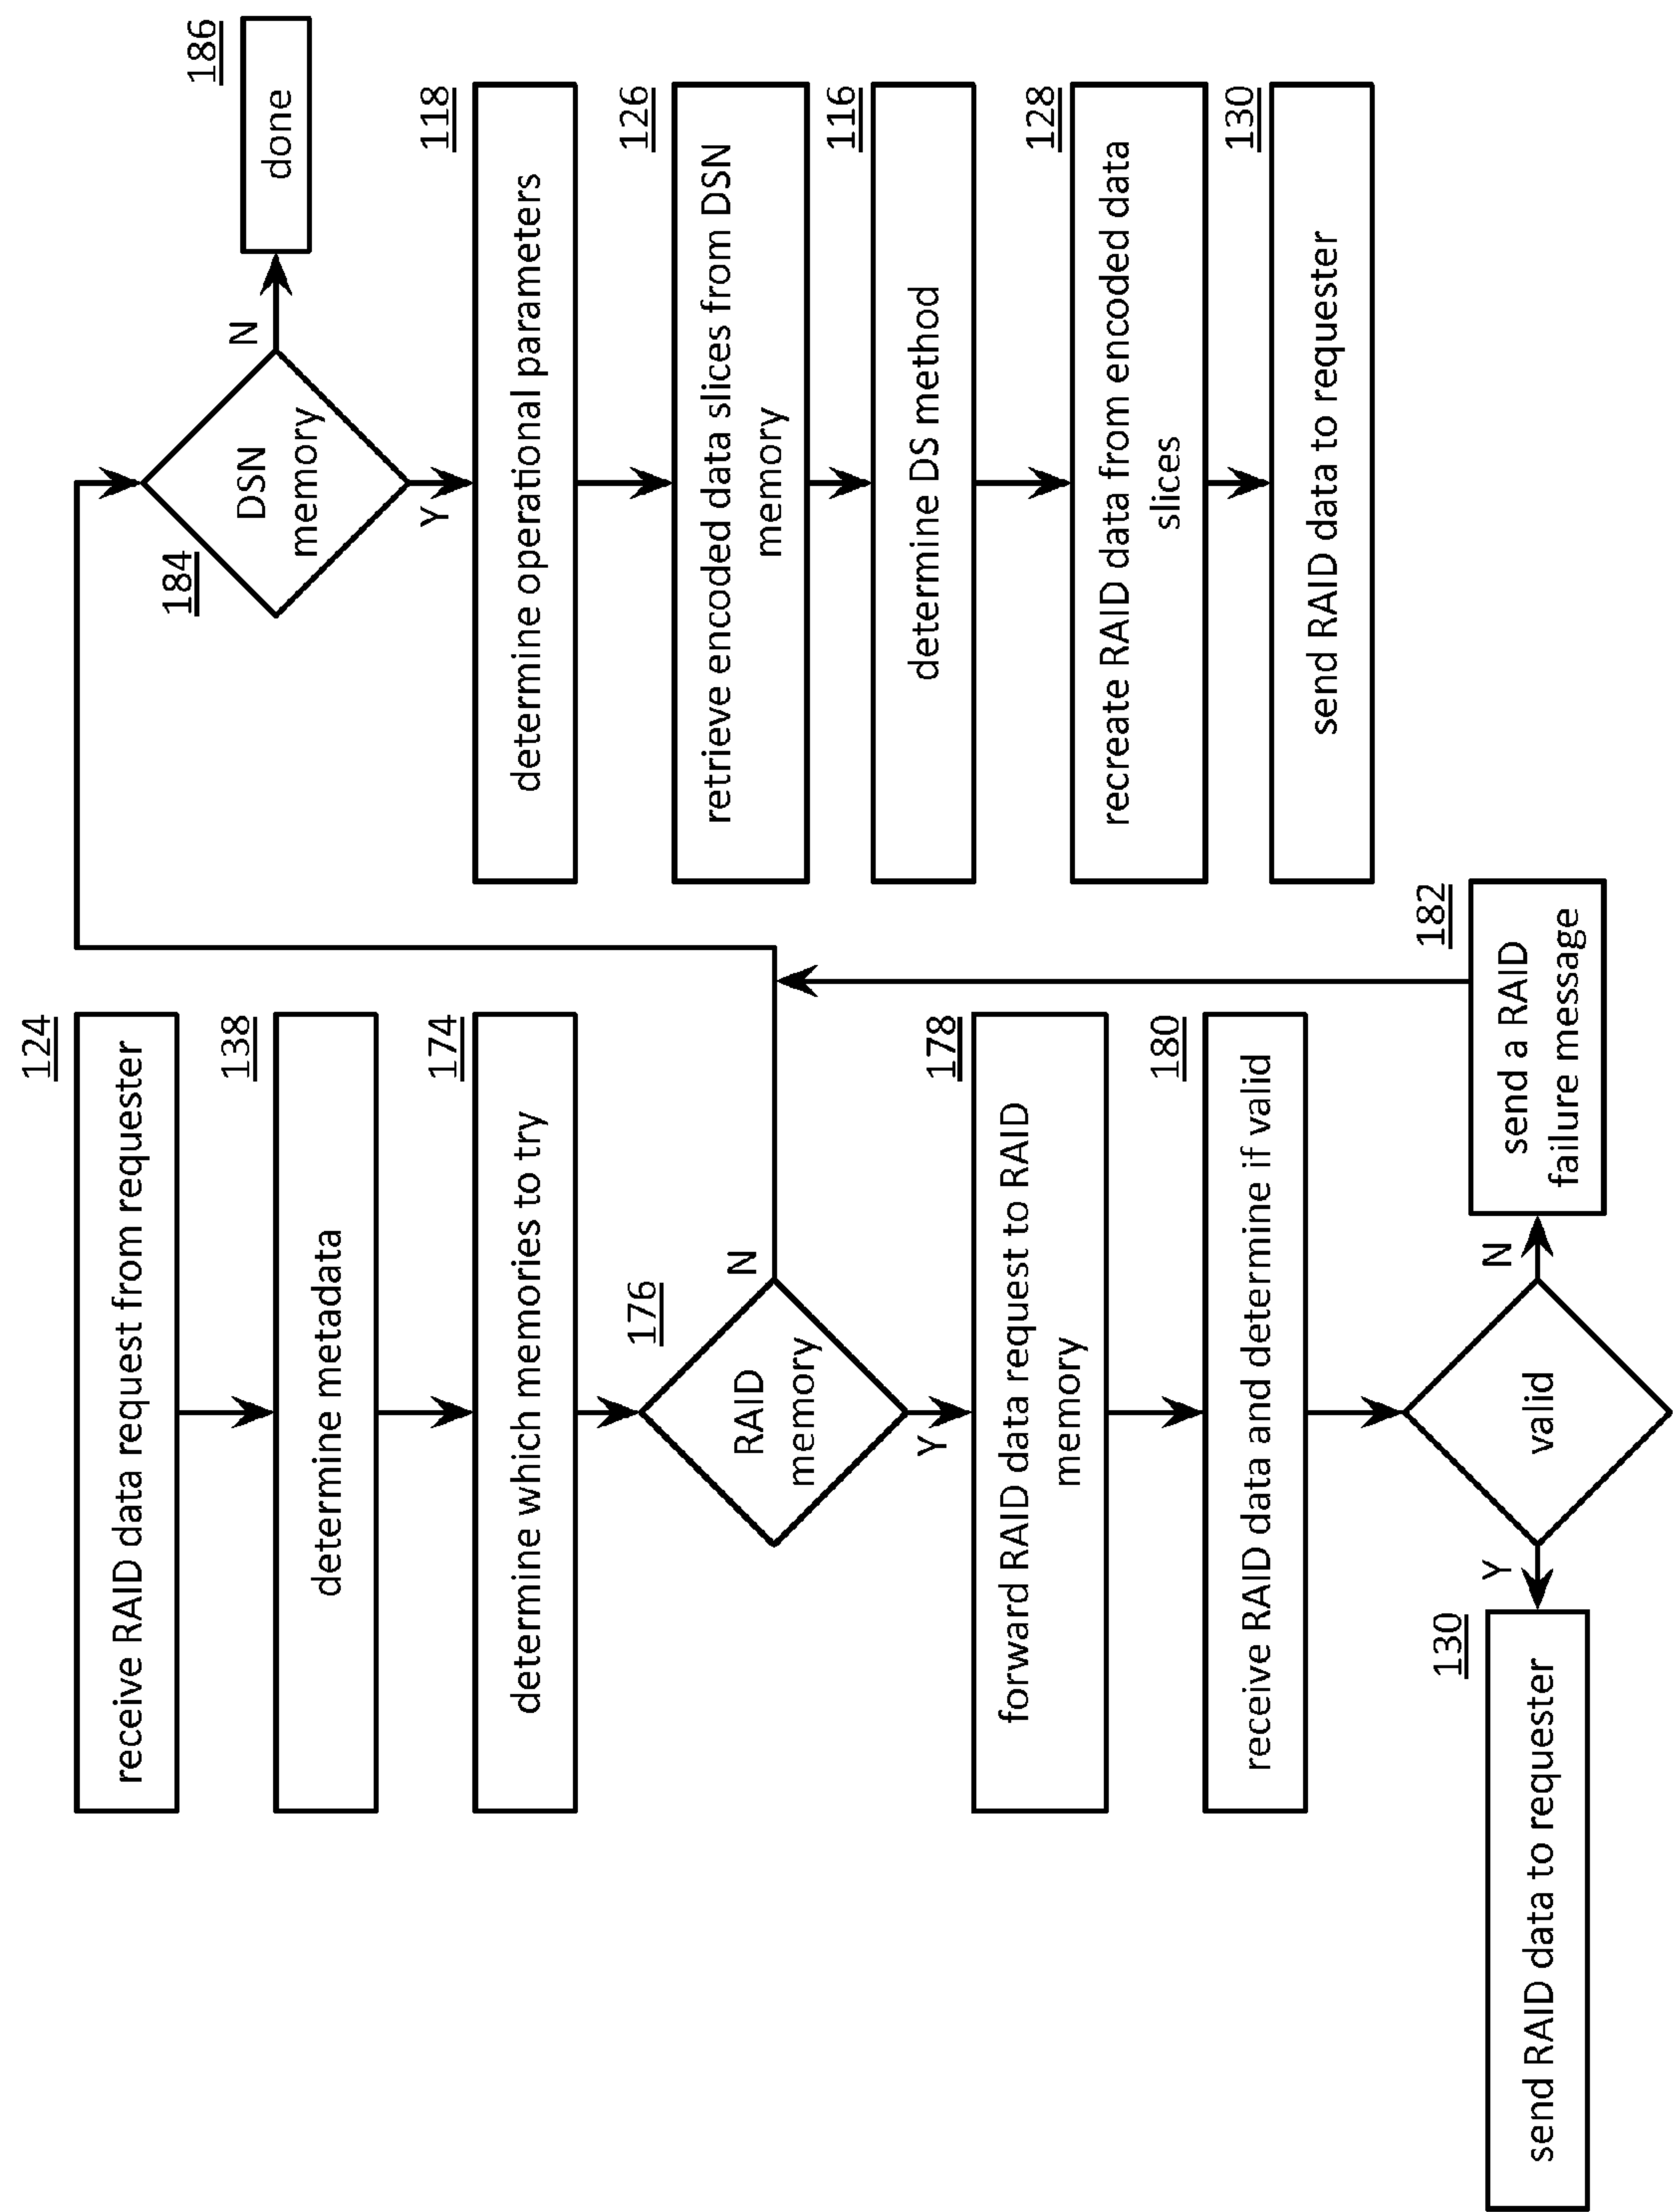 124
receive RAID data request from requester
138
determine metadata
174
determine which memories to try
176
RAID
memory
N
Y
178
forward RAID data request to RAID
memory
180
receive RAID data and determine if valid
valid
Y
N
130
send RAID data to requester
182
send a RAID
failure message
184
DSN
memory
N
186
done
Y
118
determine operational parameters
126
retrieve encoded data slices from DSN
memory
116
determine DS method
128
recreate RAID data from encoded data
slices
130
send RAID data to requester